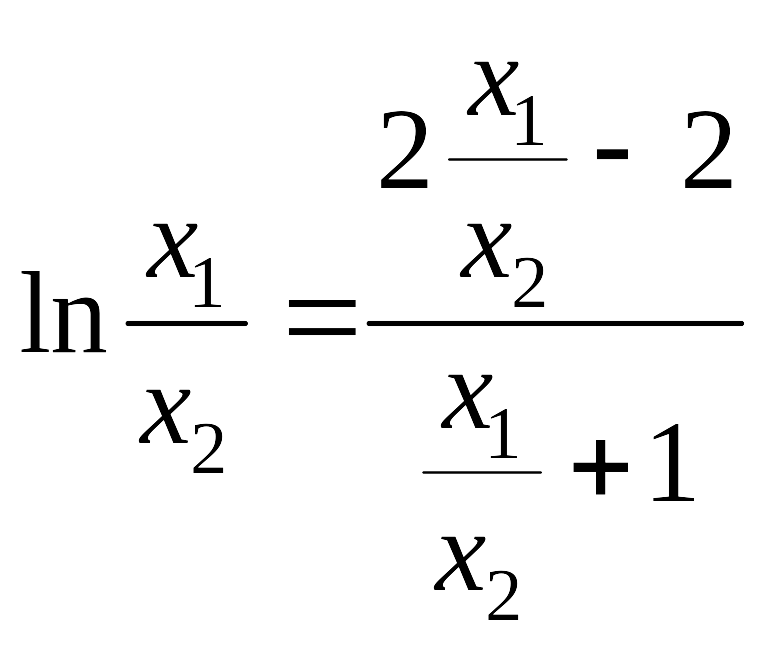 ln x₁/x₂ = (2 x₁/x₂ - 2)/(x₁/x₂ + 1)